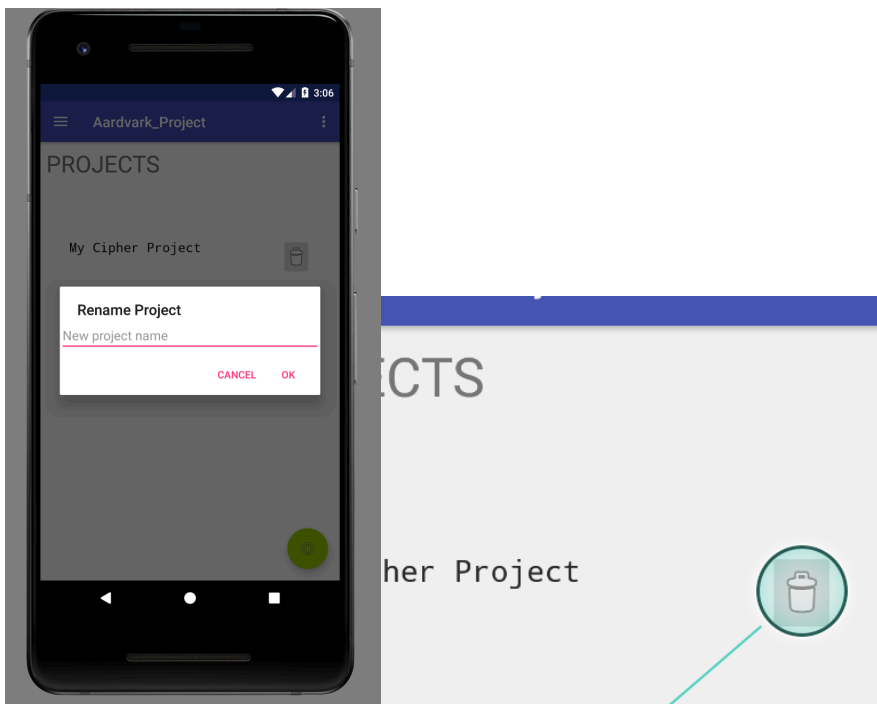 3:06
Aardvark_Project
PROJECTS
My Cipher Project
Rename Project
New project name
CANCEL OK
ECTS
her Project